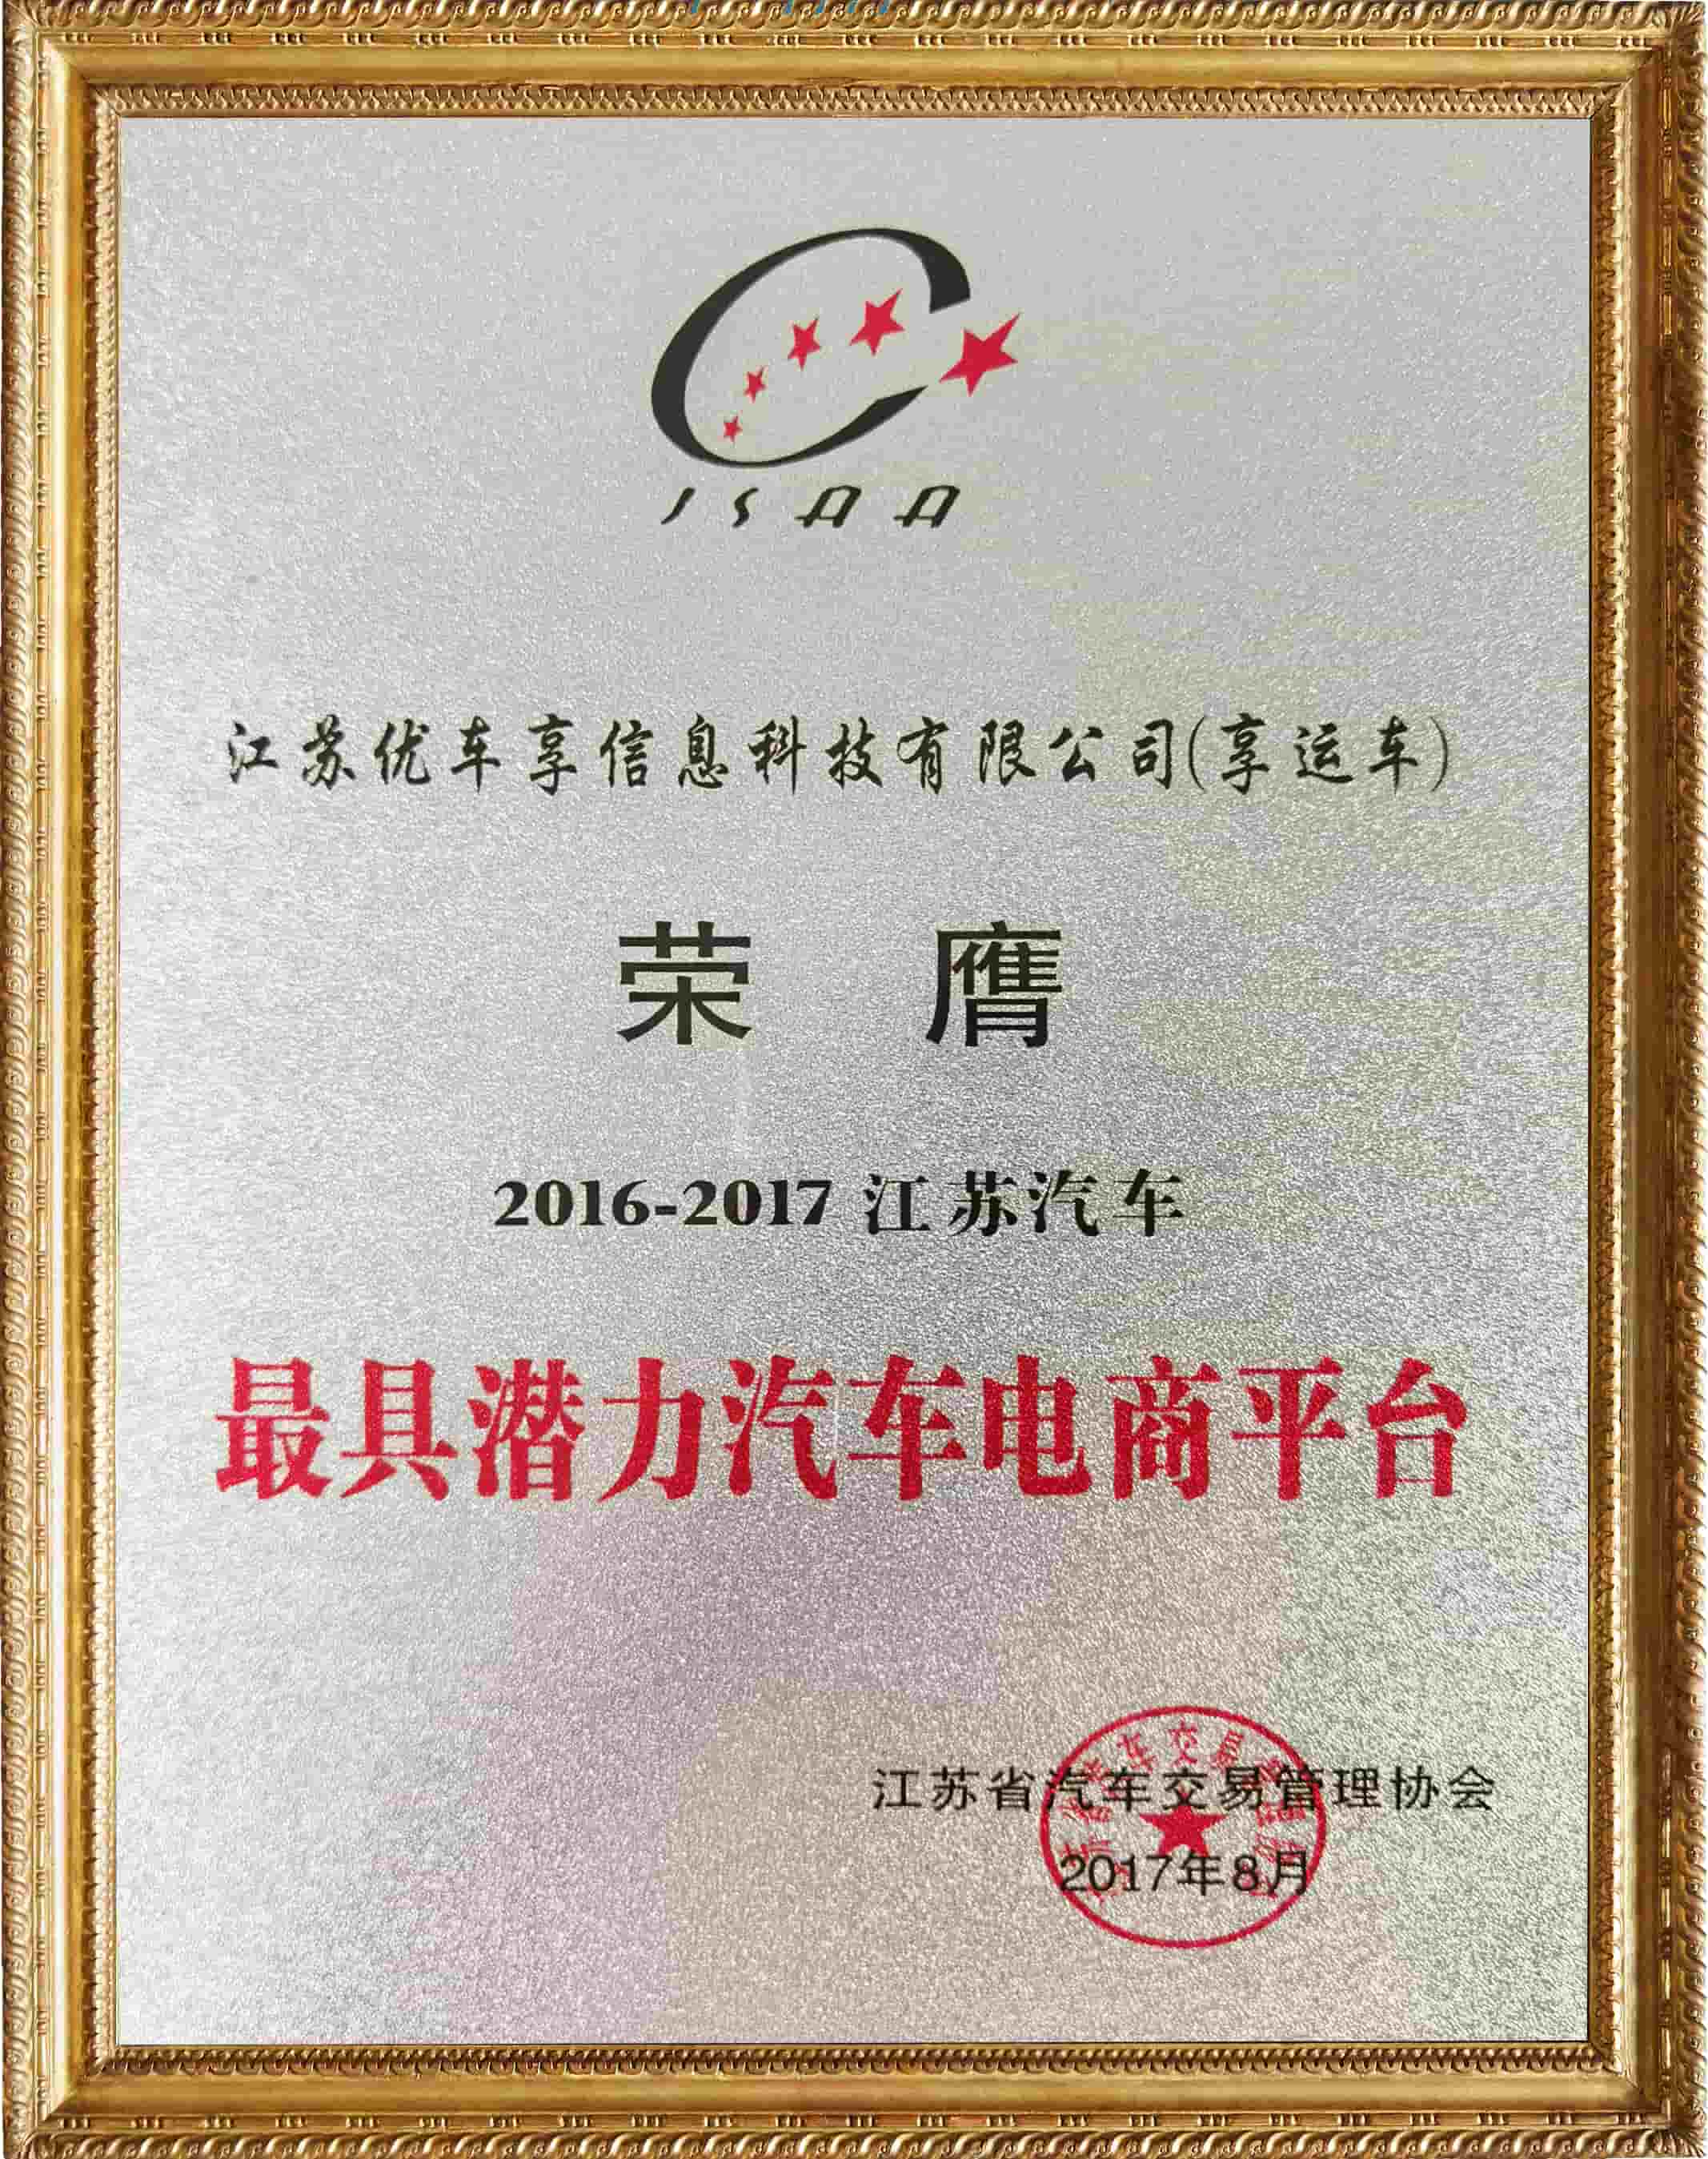 JSAA
江苏优车享信息科技有限公司(享运车)
荣 膺
2016-2017 江苏汽车
最具潜力汽车电商平台
江苏省汽车交易管理协会
2017年8月